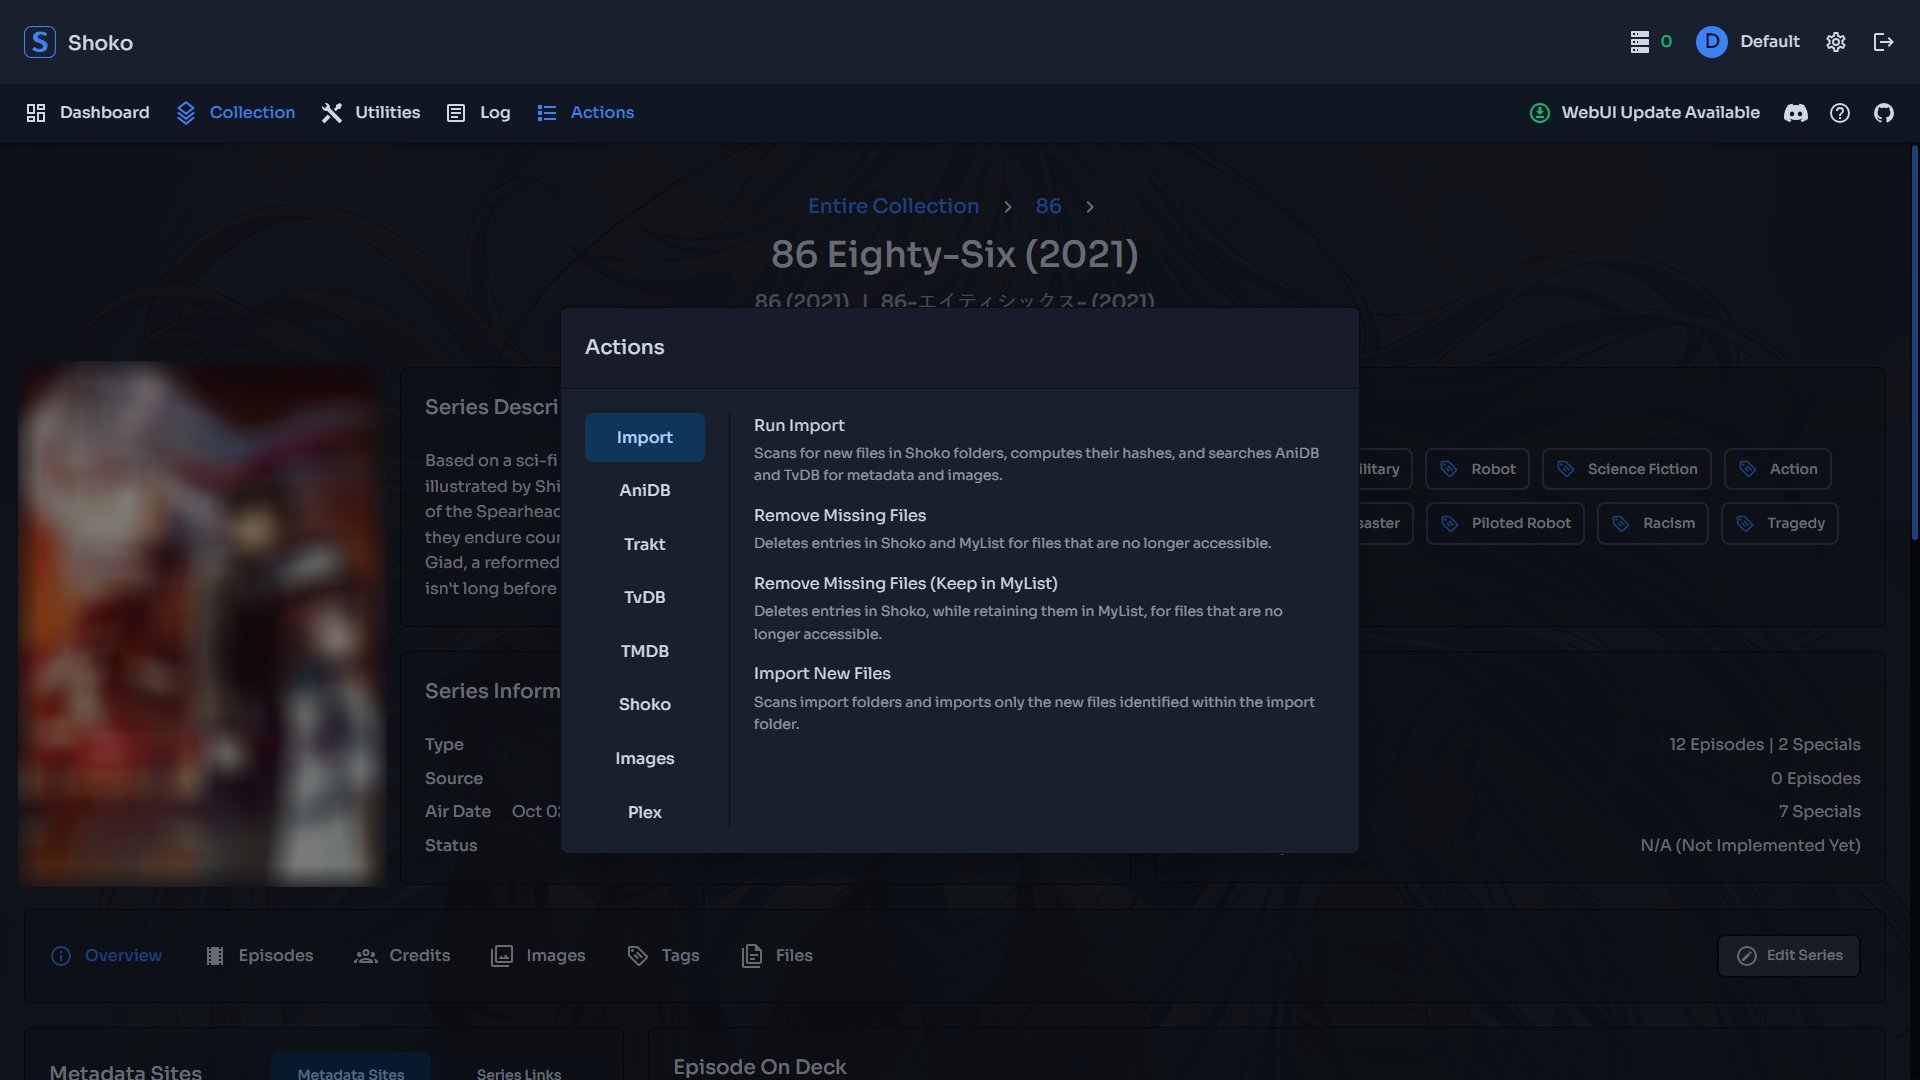 S Shoko
0 D Default
Dashboard Collection Utilities Log Actions WebUI Update Available
Entire Collection > 86 >
86 Eighty-Six (2021)
86 (2021) | 86-エイティシックス- (2021)
Actions
Import
AniDB
Trakt
TvDB
TMDB
Shoko
Images
Plex
Run Import
Scans for new files in Shoko folders, computes their hashes, and searches AniDB
and TvDB for metadata and images.
Remove Missing Files
Deletes entries in Shoko and MyList for files that are no longer accessible.
Remove Missing Files (Keep in MyList)
Deletes entries in Shoko, while retaining them in MyList, for files that are no
longer accessible.
Import New Files
Scans import folders and imports only the new files identified within the import
folder.
Series Descri
Based on a sci-fi
illustrated by Shi
of the Spearhead
they endure cour
Giad, a reformed
isn't long before
ilitary Robot Science Fiction Action
saster Piloted Robot Racism Tragedy
Series Inform
Type
Source
Air Date Oct 02
Status
12 Episodes | 2 Specials
0 Episodes
7 Specials
N/A (Not Implemented Yet)
Overview Episodes Credits Images Tags Files Edit Series
Metadata Sites Metadata Sites Series Links
Episode On Deck